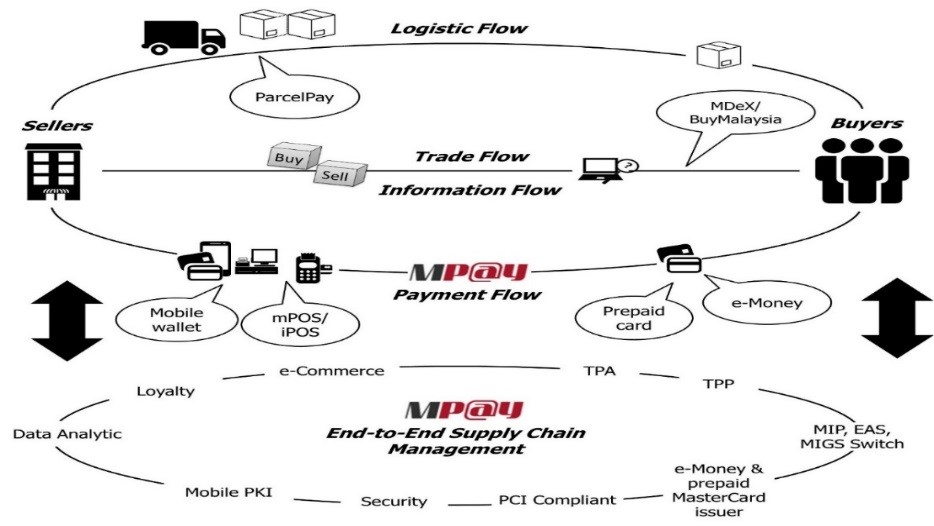 Logistic Flow
ParcelPay
MDeX/
BuyMalaysia
Sellers
Buyers
Buy
Sell
Trade Flow
?
Information Flow
MP@y
Payment Flow
Mobile
wallet
mPOS/
iPOS
Prepaid
card
e-Money
e-Commerce
TPA
TPP
Loyalty
MP@y
End-to-End Supply Chain
Management
Data Analytic
MIP, EAS,
MIGS Switch
Mobile PKI
Security
PCI Compliant
e-Money &
prepaid
MasterCard
issuer